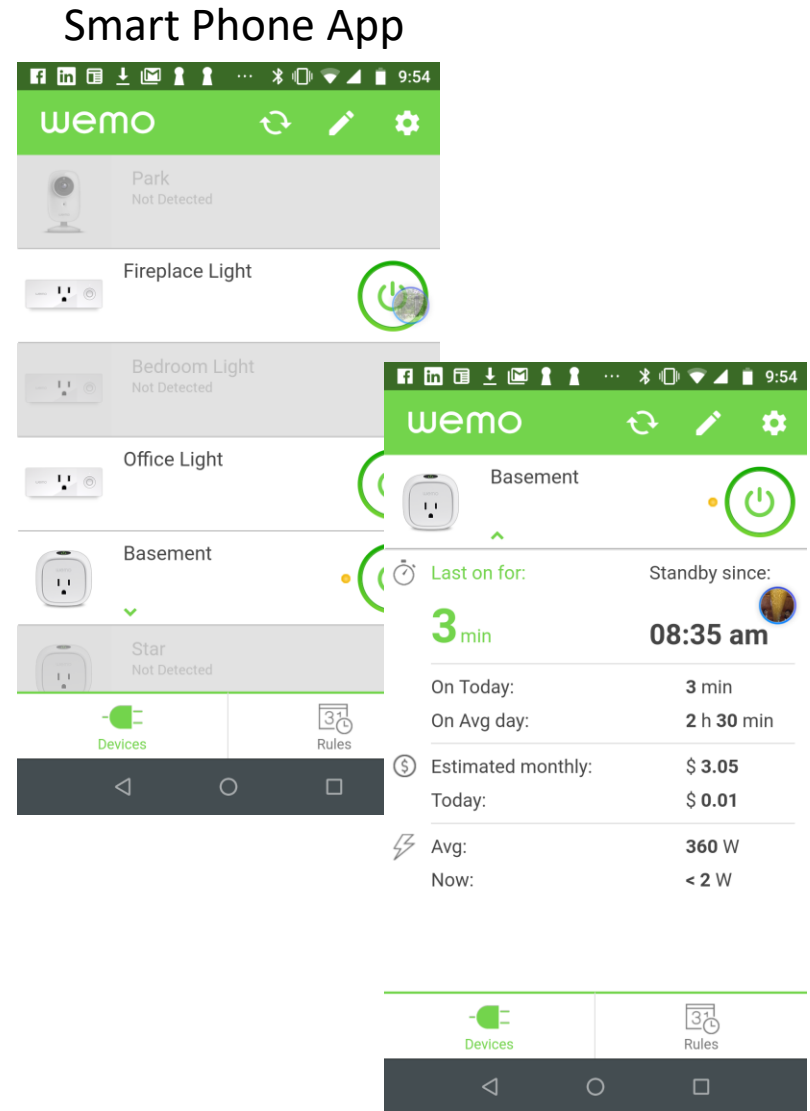 Smart Phone App
9:54
wemo
Park
Not Detected
Fireplace Light
Bedroom Light
Not Detected
Office Light
Basement
Star
Not Detected
Devices
31
Rules
9:54
wemo
Basement
Last on for:
Standby since:
3 min
08:35 am
On Today:
3 min
On Avg day:
2 h 30 min
Estimated monthly:
$ 3.05
Today:
$ 0.01
Avg:
360 W
Now:
< 2 W
Devices
31
Rules